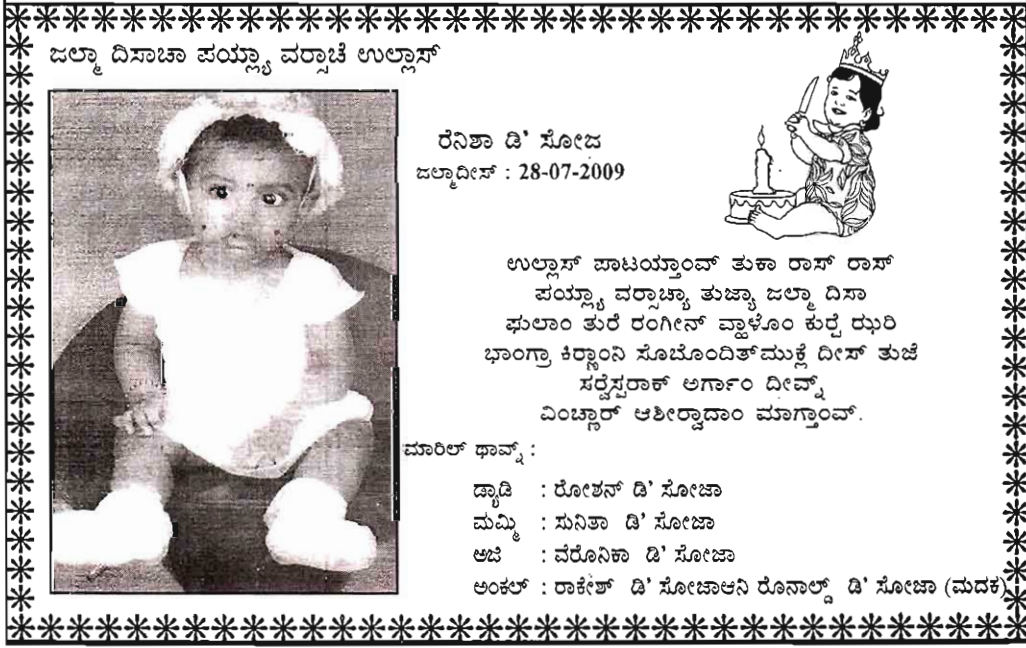 ಜಲ್ಮಾ ದಿಸಾಚಾ ಪಯ್ಲ್ಯಾ ವರ್‍ಸಾಚೆ ಉಲ್ಲಾಸ್
ರೆನಿಶಾ ಡಿ' ಸೋಜ
ಜಲ್ಮಾದೀಸ್ : 28-07-2009
ಉಲ್ಲಾಸ್ ಪಾಟಯ್ತಾಂವ್ ತುಕಾ ರಾಸ್ ರಾಸ್
ಪಯ್ಲ್ಯಾ ವರ್‍ಸಾಚ್ಯಾ ತುಜ್ಯಾ ಜಲ್ಮಾ ದಿಸಾ
ಫುಲಾಂ ತುರೆ ರಂಗೀನ್ ವ್ಹಾಳೊಂ ಕುರ್‍ಪೆ ಝರಿ
ಭಾಂಗ್ರಾ ಕಿರ್‍ಣಾಂನಿ ಸೊಬೊಂದಿತ್‌ಮುಕ್ಲೆ ದೀಸ್ ತುಜೆ
ಸರ್‍ವೆಸ್ಪರಾಕ್ ಅರ್ಗಾಂ ದೀವ್ನ್
ವಿಂಚ್ಣಾರ್ ಆಶೀರ್‍ವಾದಾಂ ಮಾಗ್ತಾಂವ್.
ಮಾರಿಲ್ ಥಾವ್ನ್ :
ಡ್ಯಾಡಿ : ರೋಶನ್ ಡಿ' ಸೋಜಾ
ಮಮ್ಮಿ : ಸುನಿತಾ ಡಿ' ಸೋಜಾ
ಅಜಿ : ವೆರೊನಿಕಾ ಡಿ' ಸೋಜಾ
ಅಂಕಲ್ : ರಾಕೇಶ್ ಡಿ' ಸೋಜಾಆನಿ ರೊನಾಲ್ಡ್ ಡಿ' ಸೋಜಾ (ಮದಕ)